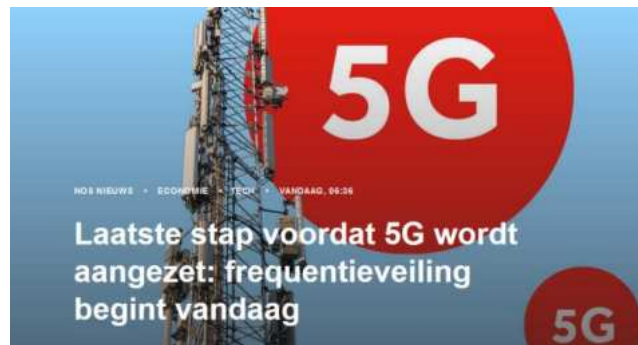 5G
NOS NIEUWS • ECONOMIE • TECH • VANDAAG, 06:36
Laatste stap voordat 5G wordt
aangezet: frequentieveiling
begint vandaag
5G